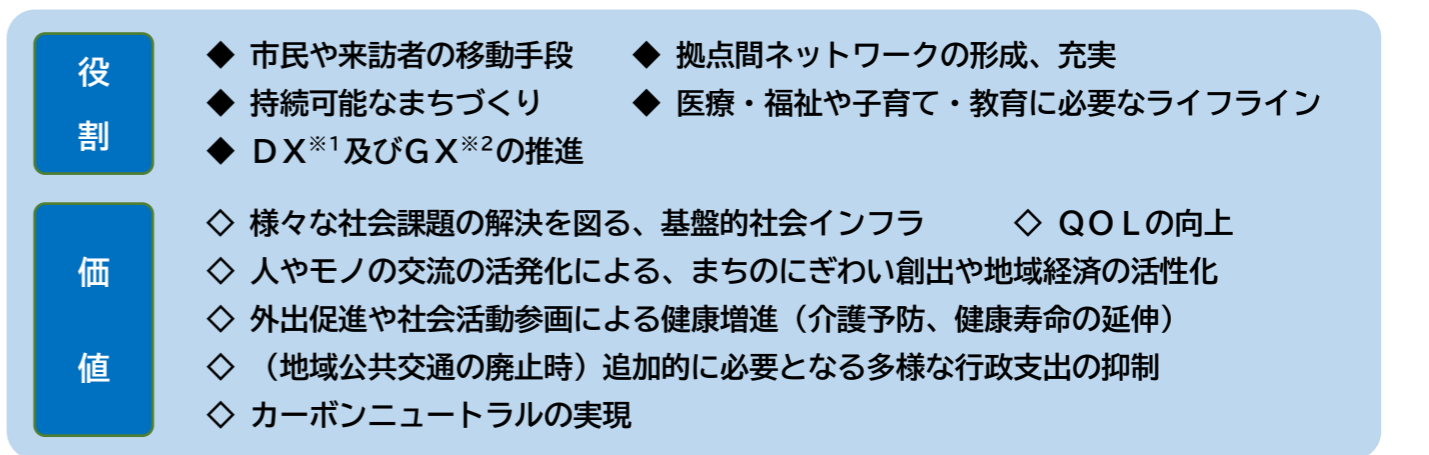 役割
◆ 市民や来訪者の移動手段　◆ 拠点間ネットワークの形成、充実
◆ 持続可能なまちづくり　◆ 医療・福祉や子育て・教育に必要なライフライン
◆ ＤＸ※1及びＧＸ※2の推進
価値
◇ 様々な社会課題の解決を図る、基盤的社会インフラ　◇ ＱＯＬの向上
◇ 人やモノの交流の活発化による、まちのにぎわい創出や地域経済の活性化
◇ 外出促進や社会活動参画による健康増進（介護予防、健康寿命の延伸）
◇ （地域公共交通の廃止時）追加的に必要となる多様な行政支出の抑制
◇ カーボンニュートラルの実現